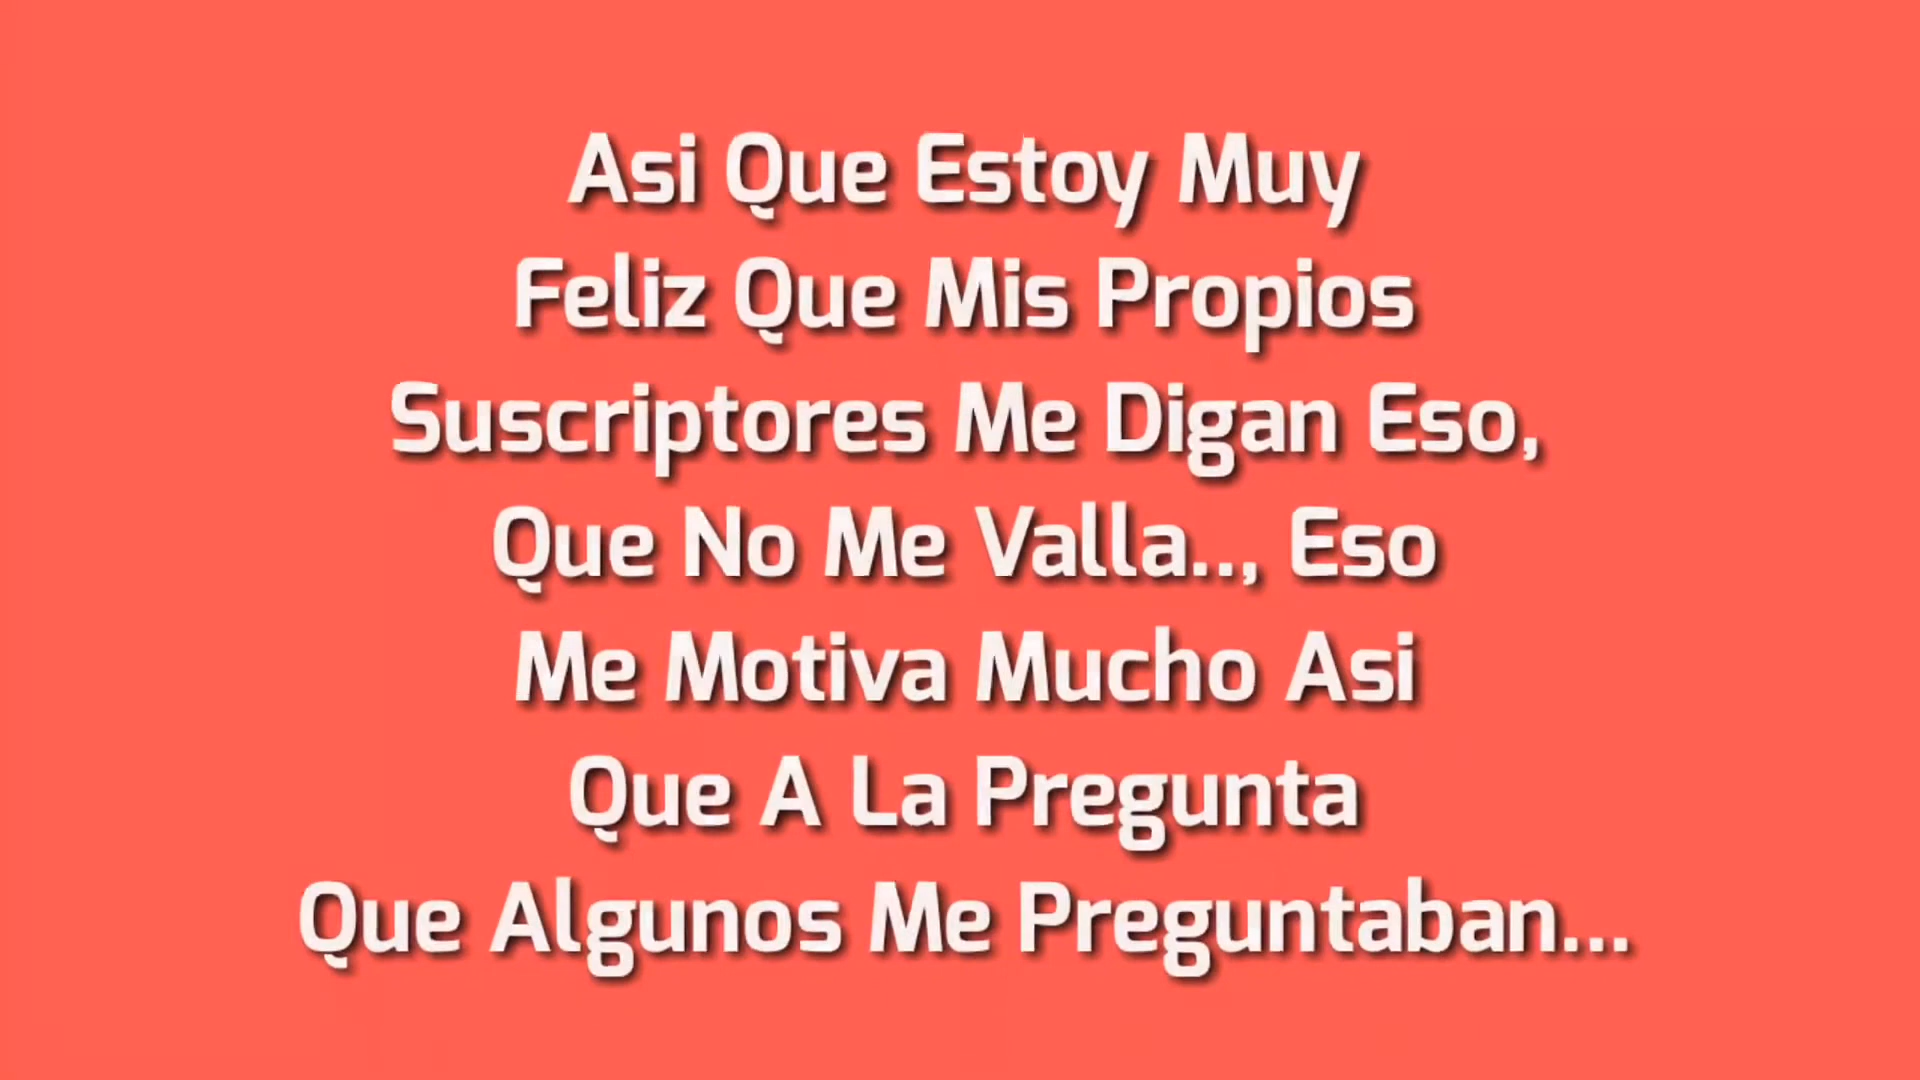 Asi Que Estoy Muy
Feliz Que Mis Propios
Suscriptores Me Digan Eso,
Que No Me Valla.., Eso
Me Motiva Mucho Asi
Que A La Pregunta
Que Algunos Me Preguntaban...